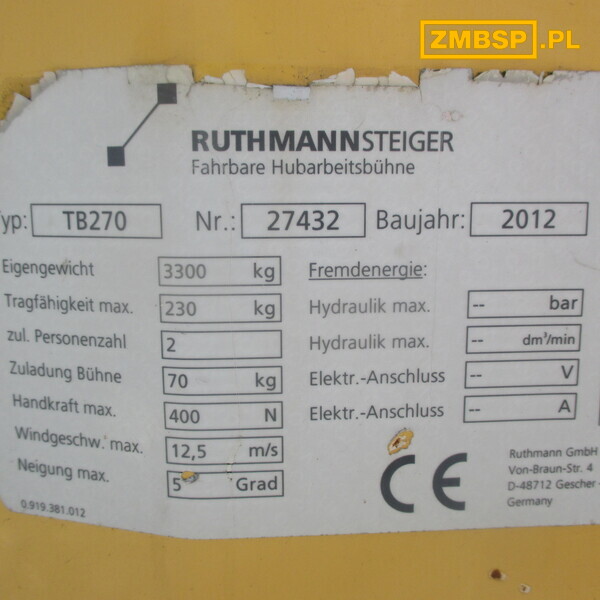 ZMBSP.PL
RUTHMANNSTEIGER
Fahrbare Hubarbeitsbühne
yp: TB270 Nr.: 27432 Baujahr: 2012
Eigengewicht 3300 kg
Tragfähigkeit max. 230 kg
zul. Personenzahl 2
Zuladung Bühne 70 kg
Handkraft max. 400 N
Windgeschw. max. 12,5 m/s
Neigung max. 5 Grad
0.919.381.012
Fremdenergie:
Hydraulik max. -- bar
Hydraulik max. -- dm³/min
Elektr.-Anschluss -- V
Elektr.-Anschluss -- A
CE
Ruthmann GmbH
Von-Braun-Str. 4
D-48712 Gescher -
Germany